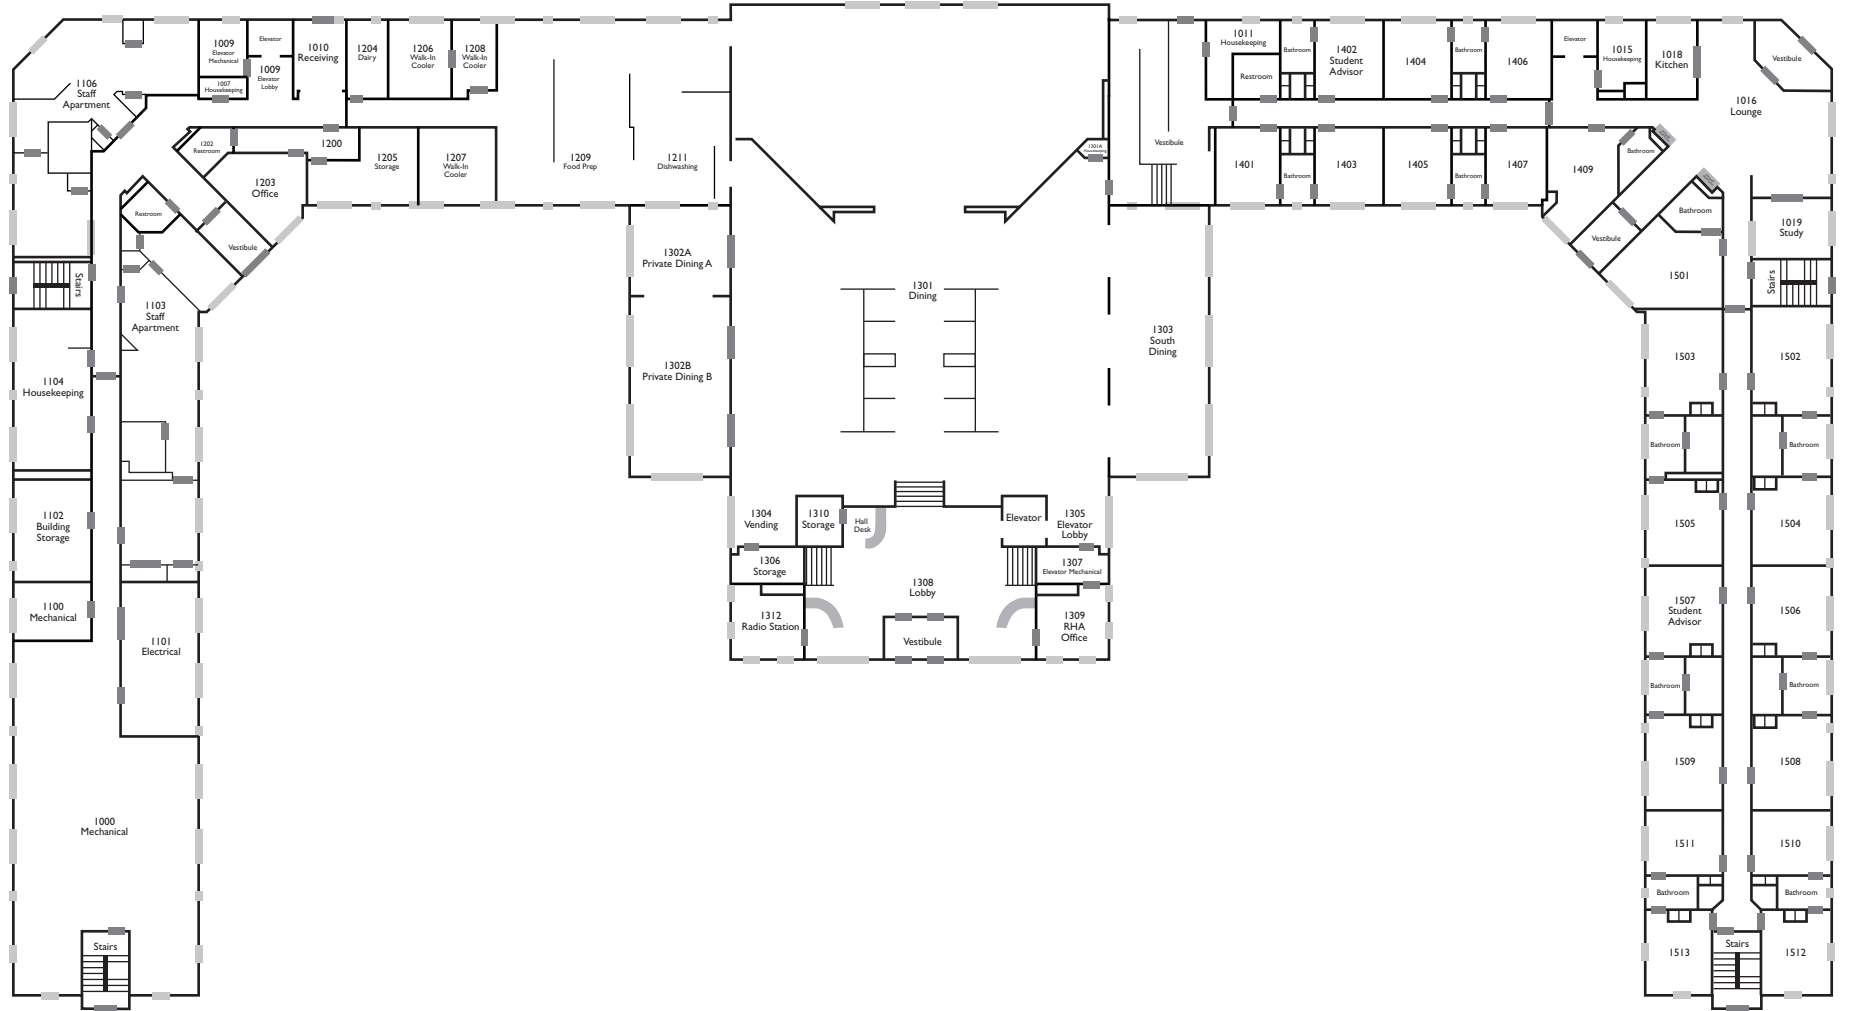 1009
Elevator
Mechanical
1007
Housekeeping
Elevator
1009
Elevator
Lobby
1010
Receiving
1204
Dairy
1206
Walk-In
Cooler
1208
Walk-In
Cooler
1106
Staff
Apartment
1202
Restroom
1200
1203
Office
1205
Storage
1207
Walk-In
Cooler
1209
Food Prep
1211
Dishwashing
Restroom
Vestibule
Stairs
1103
Staff
Apartment
1104
Housekeeping
1102
Building
Storage
1100
Mechanical
1101
Electrical
1000
Mechanical
Stairs
1302A
Private Dining A
1302B
Private Dining B
1301
Dining
1301A
Housekeeping
1303
South
Dining
1304
Vending
1310
Storage
Hall
Desk
Elevator
1305
Elevator
Lobby
1306
Storage
1307
Elevator Mechanical
1308
Lobby
1312
Radio Station
1309
RHA
Office
Vestibule
Vestibule
1011
Housekeeping
Restroom
Bathroom
1402
Student
Advisor
1404
Bathroom
1406
Elevator
1015
Housekeeping
1018
Kitchen
Vestibule
1016
Lounge
1401
Bathroom
1403
1405
Bathroom
1407
1409
Bathroom
Bathroom
Vestibule
1019
Study
1501
Stairs
1503
1502
Bathroom
Bathroom
1505
1504
1507
Student
Advisor
1506
Bathroom
Bathroom
1509
1508
1511
1510
Bathroom
Bathroom
1513
Stairs
1512